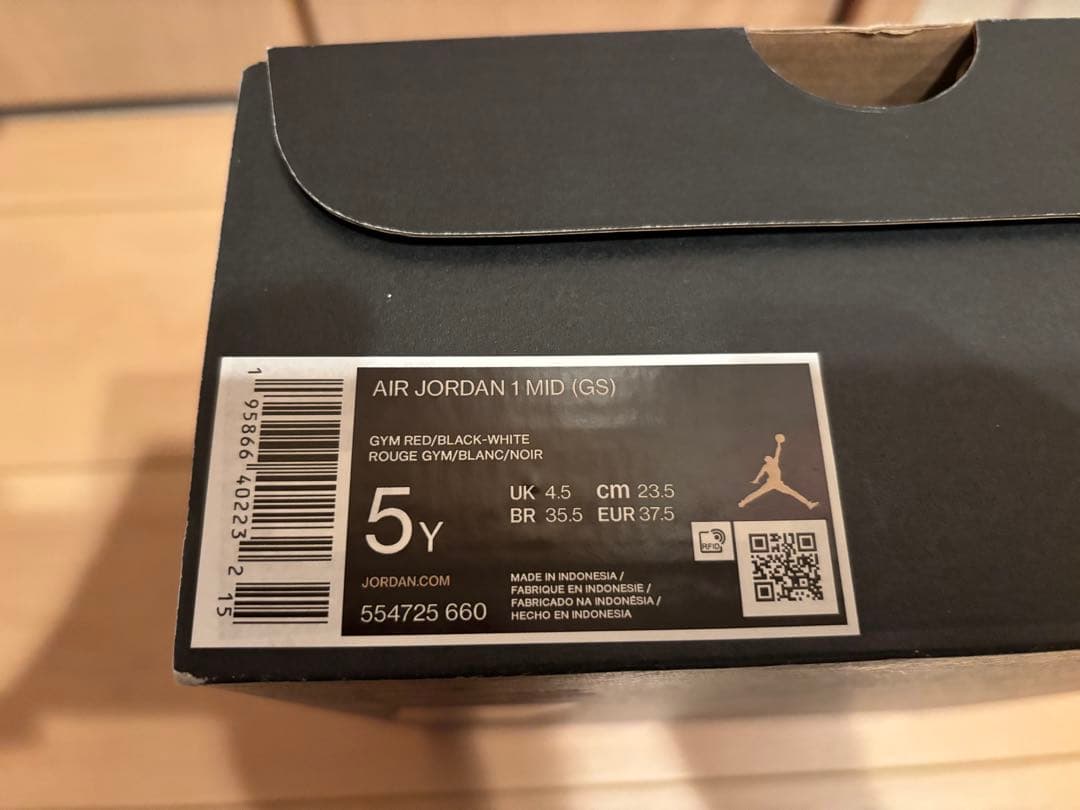 AIR JORDAN 1 MID (GS)
GYM RED/BLACK-WHITE
ROUGE GYM/BLANC/NOIR
5Y
UK 4.5 cm 23.5
BR 35.5 EUR 37.5
RFID
JORDAN.COM
554725 660
MADE IN INDONESIA /
FABRIQUE EN INDONESIE /
FABRICADO NA INDONÉSIA /
HECHO EN INDONESIA
1 95866 40223 2 15